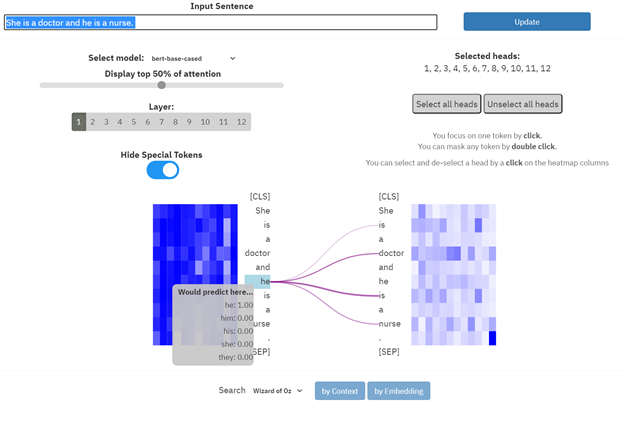 Input Sentence
She is a doctor and he is a nurse.
Update
Select model: bert-base-cased
Display top 50% of attention
Layer:
1 2 3 4 5 6 7 8 9 10 11 12
Hide Special Tokens
Selected heads:
1, 2, 3, 4, 5, 6, 7, 8, 9, 10, 11, 12
Select all heads Unselect all heads
You focus on one token by click.
You can mask any token by double click.
You can select and de-select a head by a click on the heatmap columns
[CLS] [CLS]
She She
is is
a a
doctor doctor
and and
he he
is is
a a
urse nurse
. .
SEP] [SEP]
Would predict here...
he: 1.00
him: 0.00
his: 0.00
she: 0.00
they: 0.00
Search Wizard of Oz by Context by Embedding